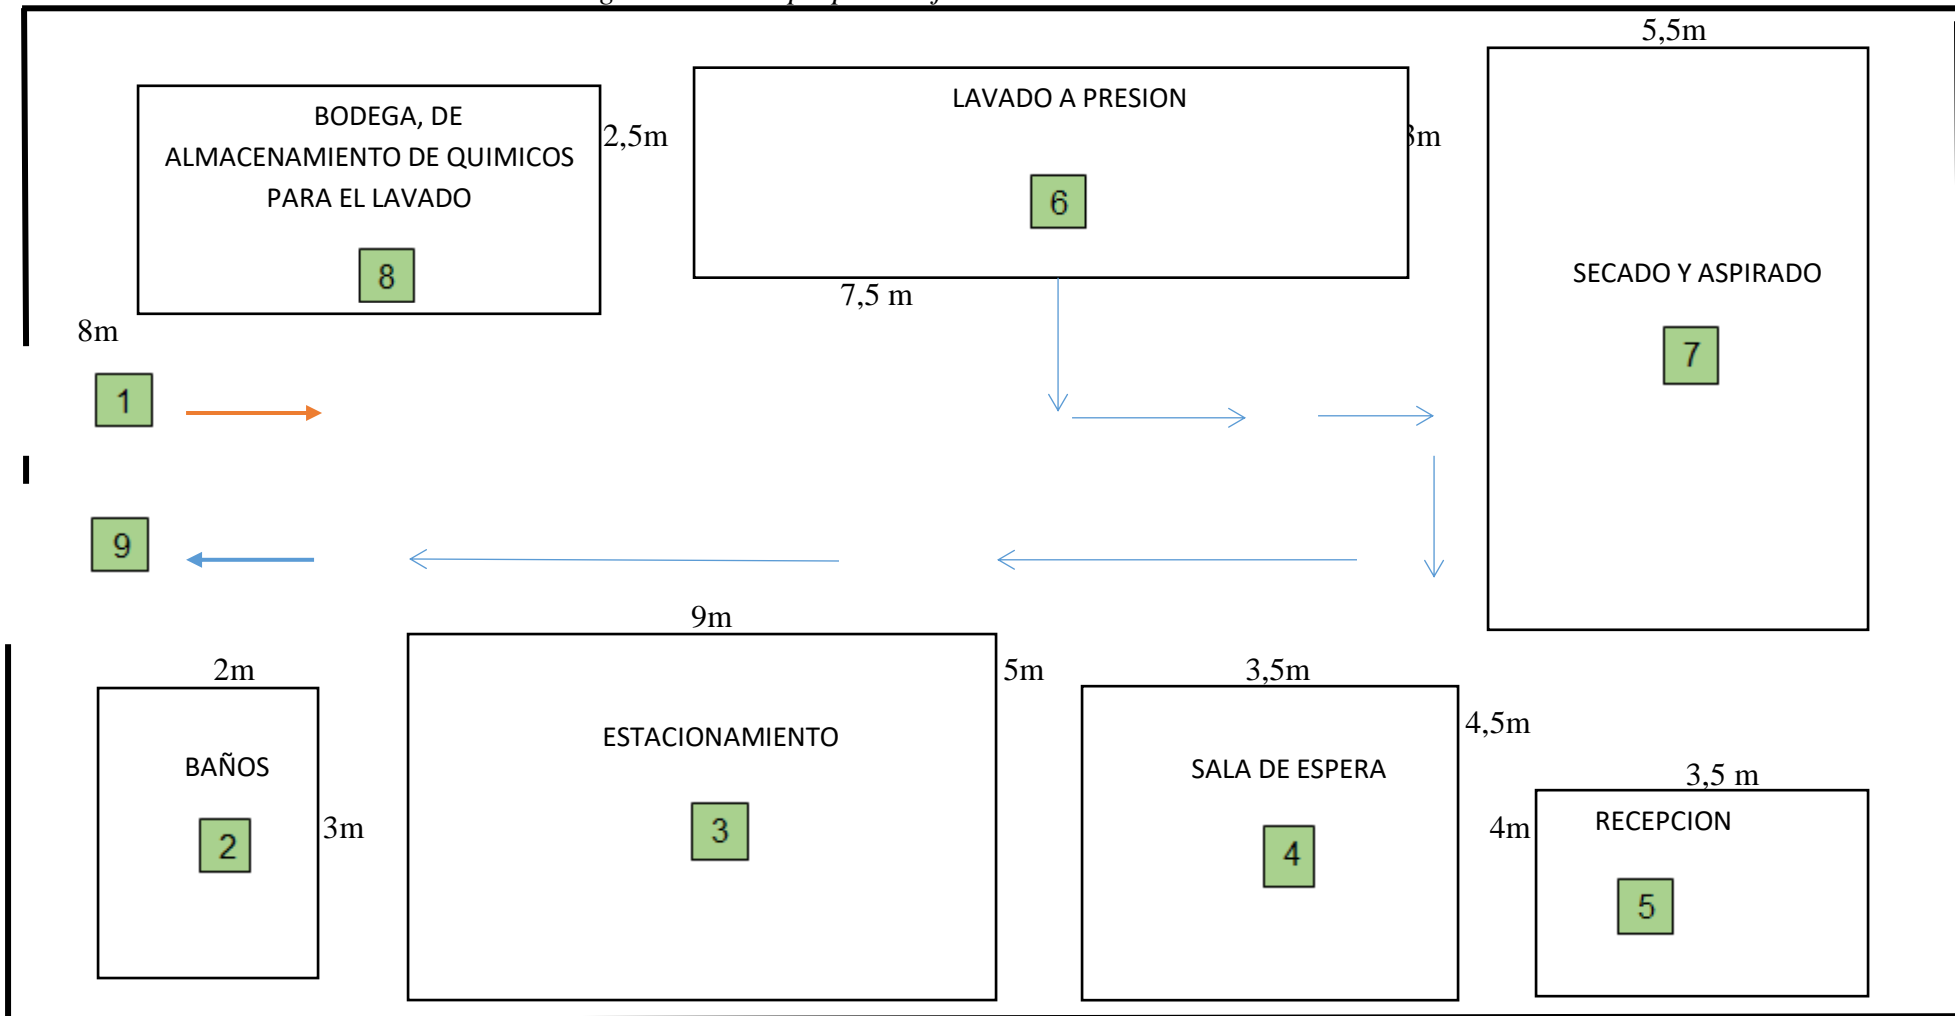 5,5m
BODEGA, DE
ALMACENAMIENTO DE QUIMICOS
PARA EL LAVADO
8
2,5m
LAVADO A PRESION
6
7,5 m
SECADO Y ASPIRADO
7
8m
1
9
9m
2m
BAÑOS
2
3m
ESTACIONAMIENTO
3
5m
3,5m
SALA DE ESPERA
4
4,5m
3,5 m
4m
RECEPCION
5